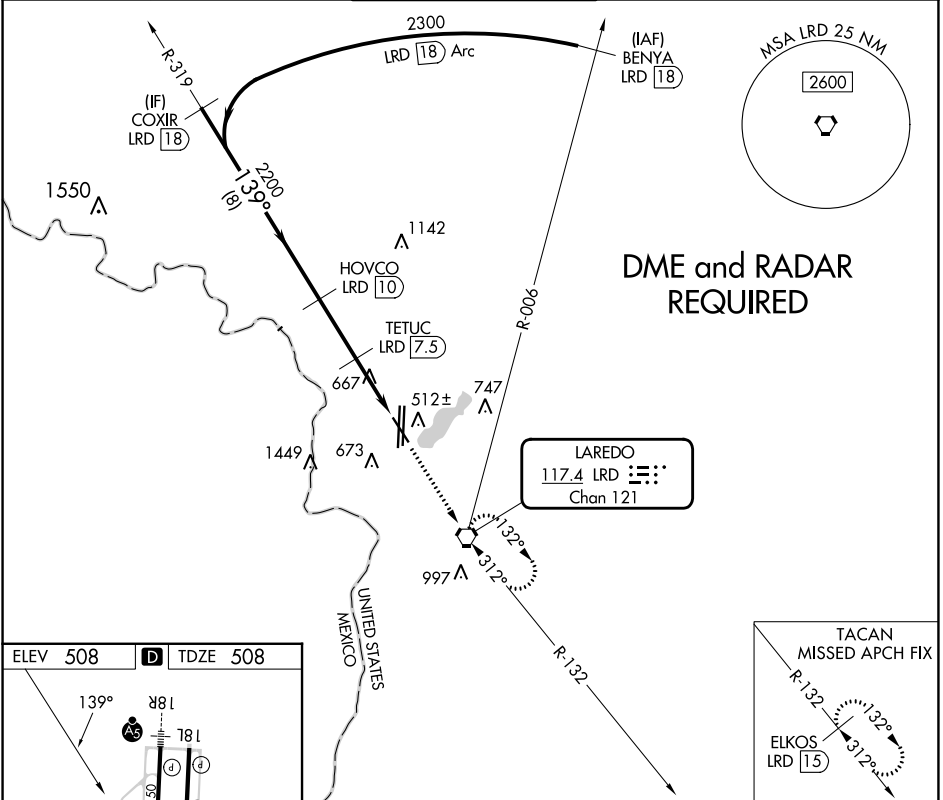 2300
LRD 18 Arc
(IAF)
BENYA
LRD 18
MSA LRD 25 NM
2600
R-319
(IF)
COXIR
LRD 18
2200
139°
(8)
1550
1142
DME and RADAR
REQUIRED
HOVCO
LRD 10
R-006
TETUC
LRD 7.5
667
512±
747
1449
673
LAREDO
117.4 LRD
Chan 121
132°
312°
997
UNITED STATES
MEXICO
R-132
ELEV 508
D
TDZE 508
139°
18R
A5
18L
P
P
50
TACAN
MISSED APCH FIX
R-132
132°
312°
ELKOS
LRD 15